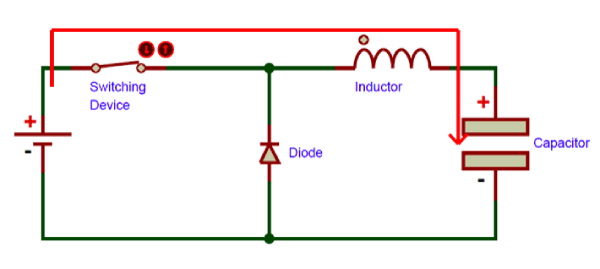 Switching
Device
Inductor
+
+
Capacitor
-
Diode
-